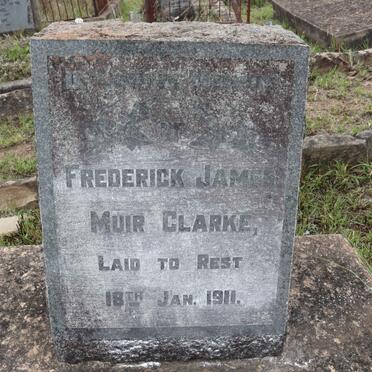 FREDERICK JAMES
MUIR CLARKE,
LAID TO REST
18TH JAN. 1911.